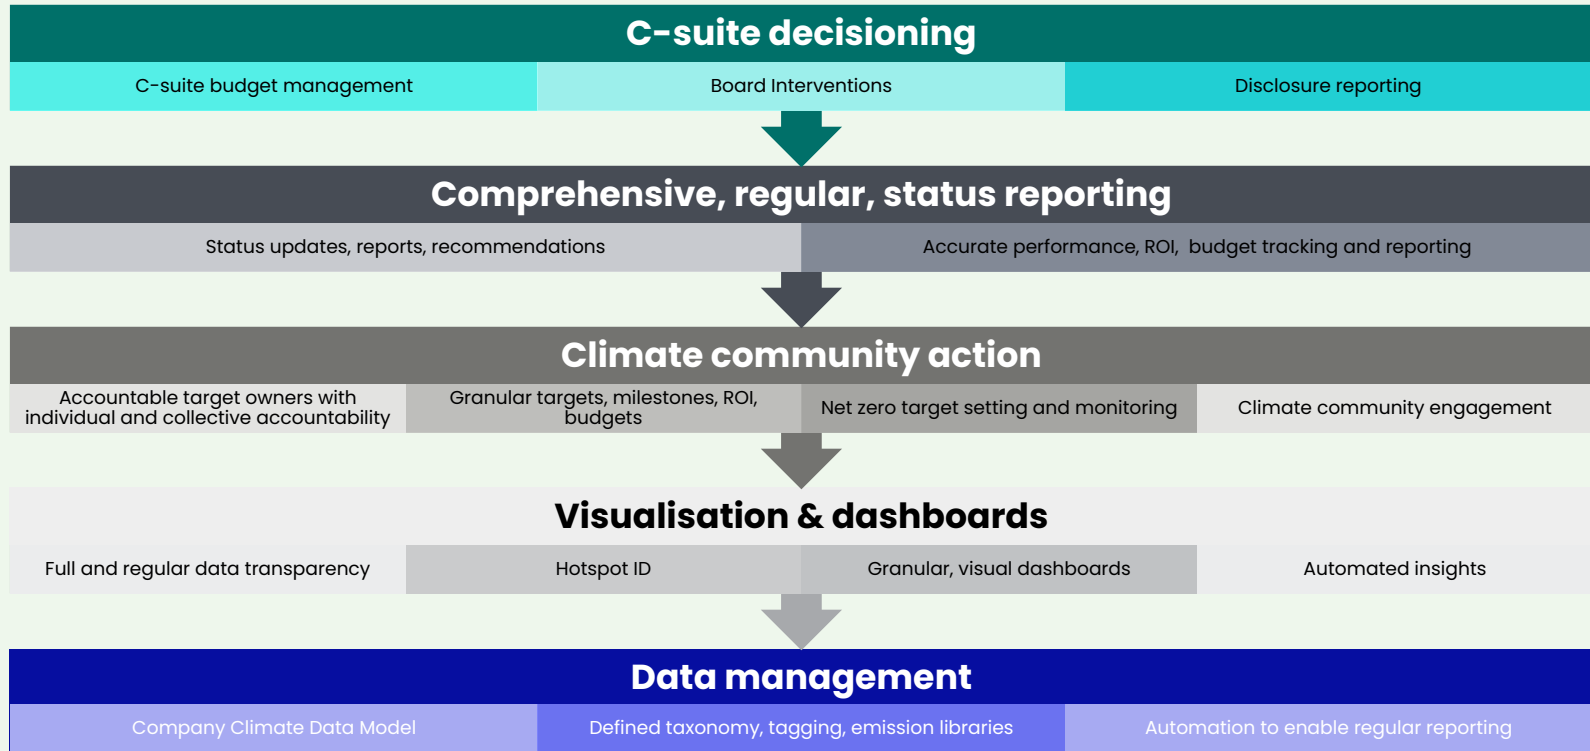 C-suite decisioning
C-suite budget management
Board Interventions
Disclosure reporting
Comprehensive, regular, status reporting
Status updates, reports, recommendations
Accurate performance, ROI, budget tracking and reporting
Climate community action
Accountable target owners with
individual and collective accountability
Granular targets, milestones, ROI,
budgets
Net zero target setting and monitoring
Climate community engagement
Visualisation & dashboards
Full and regular data transparency
Hotspot ID
Granular, visual dashboards
Automated insights
Data management
Company Climate Data Model
Defined taxonomy, tagging, emission libraries
Automation to enable regular reporting